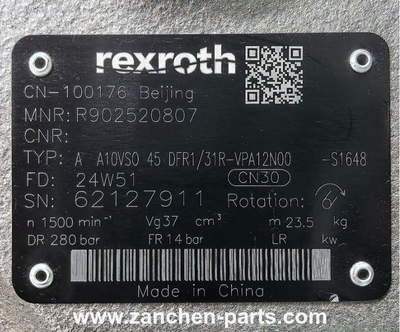 rexroth
CN-100176 Beijing
MNR: R902520807
CNR:
TYP: A A10VSO 45 DFR1/31R-VPA12N00 -S1648
FD: 24W51 CN30
SN: 62127911 Rotation:
n 1500 min⁻¹ Vg 37 cm³ m 23.5 kg
DR 280 bar FR 14 bar LR kw
Made in China
www.zanchen-parts.com